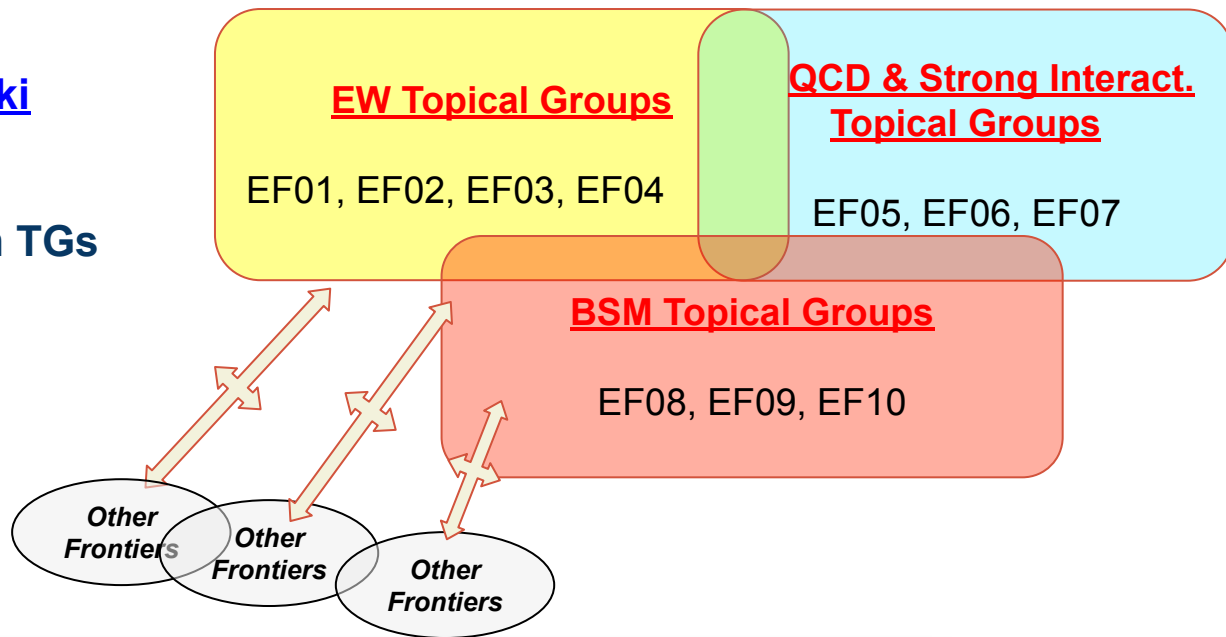 ki
TGs
EW Topical Groups
EF01, EF02, EF03, EF04
QCD & Strong Interact.
Topical Groups
EF05, EF06, EF07
BSM Topical Groups
EF08, EF09, EF10
Other
Frontiers
Other
Frontiers
Other
Frontiers